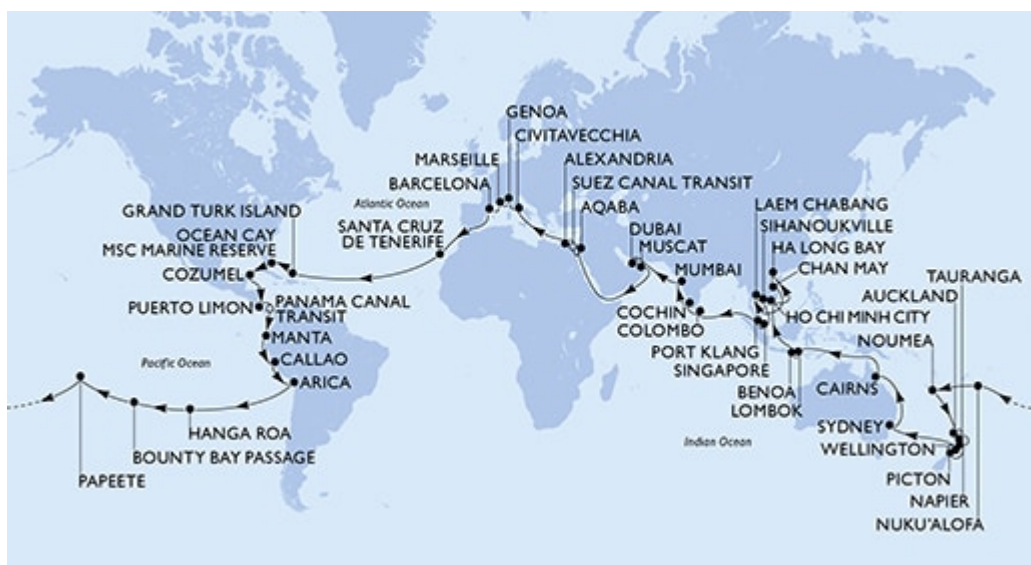 GENOA
CIVITAVECCHIA
MARSEILLE
ALEXANDRIA
BARCELONA
SUEZ CANAL TRANSIT
AQABA
Atlantic Ocean
GRAND TURK ISLAND
SANTA CRUZ
DE TENERIFE
OCEAN CAY
MSC MARINE RESERVE
COZUMEL
PUERTO LIMON
PANAMA CANAL
TRANSIT
MANTA
CALLAO
ARICA
Pacific Ocean
HANGA ROA
BOUNTY BAY PASSAGE
PAPEETE
DUBAI
MUSCAT
MUMBAI
COCHIN
COLOMBO
LAEM CHABANG
SIHANOUKVILLE
HA LONG BAY
CHAN MAY
TAURANGA
AUCKLAND
HO CHI MINH CITY
NOUMEA
PORT KLANG
SINGAPORE
BENOA
LOMBOK
CAIRNS
SYDNEY
Indian Ocean
WELLINGTON
PICTON
NAPIER
NUKU'ALOFA